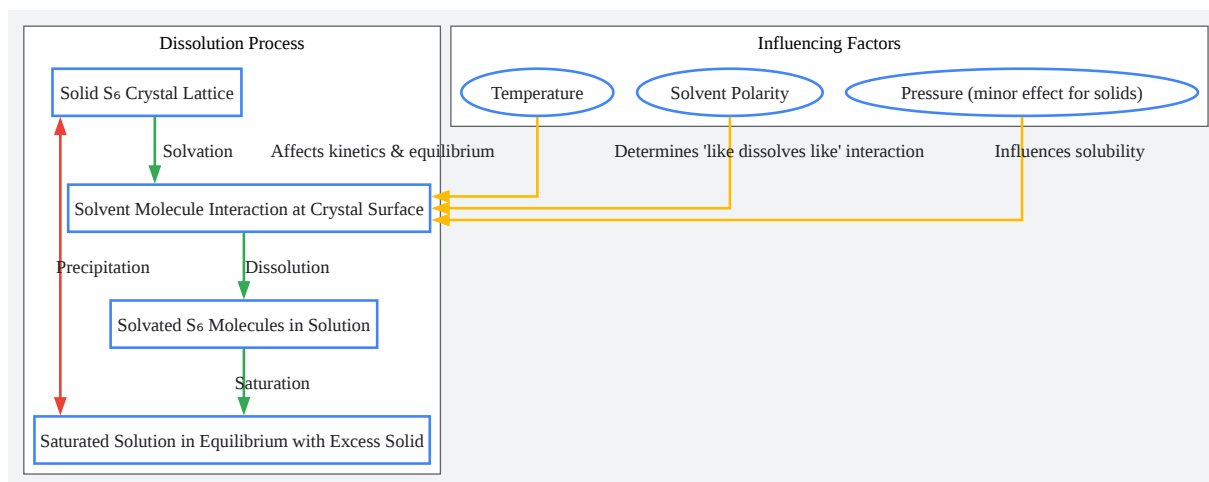 Dissolution Process
Influencing Factors
Solid S₆ Crystal Lattice
Temperature
Solvent Polarity
Pressure (minor effect for solids)
Solvation
Affects kinetics & equilibrium
Determines 'like dissolves like' interaction
Influences solubility
Solvent Molecule Interaction at Crystal Surface
Precipitation
Dissolution
Solvated S₆ Molecules in Solution
Saturation
Saturated Solution in Equilibrium with Excess Solid